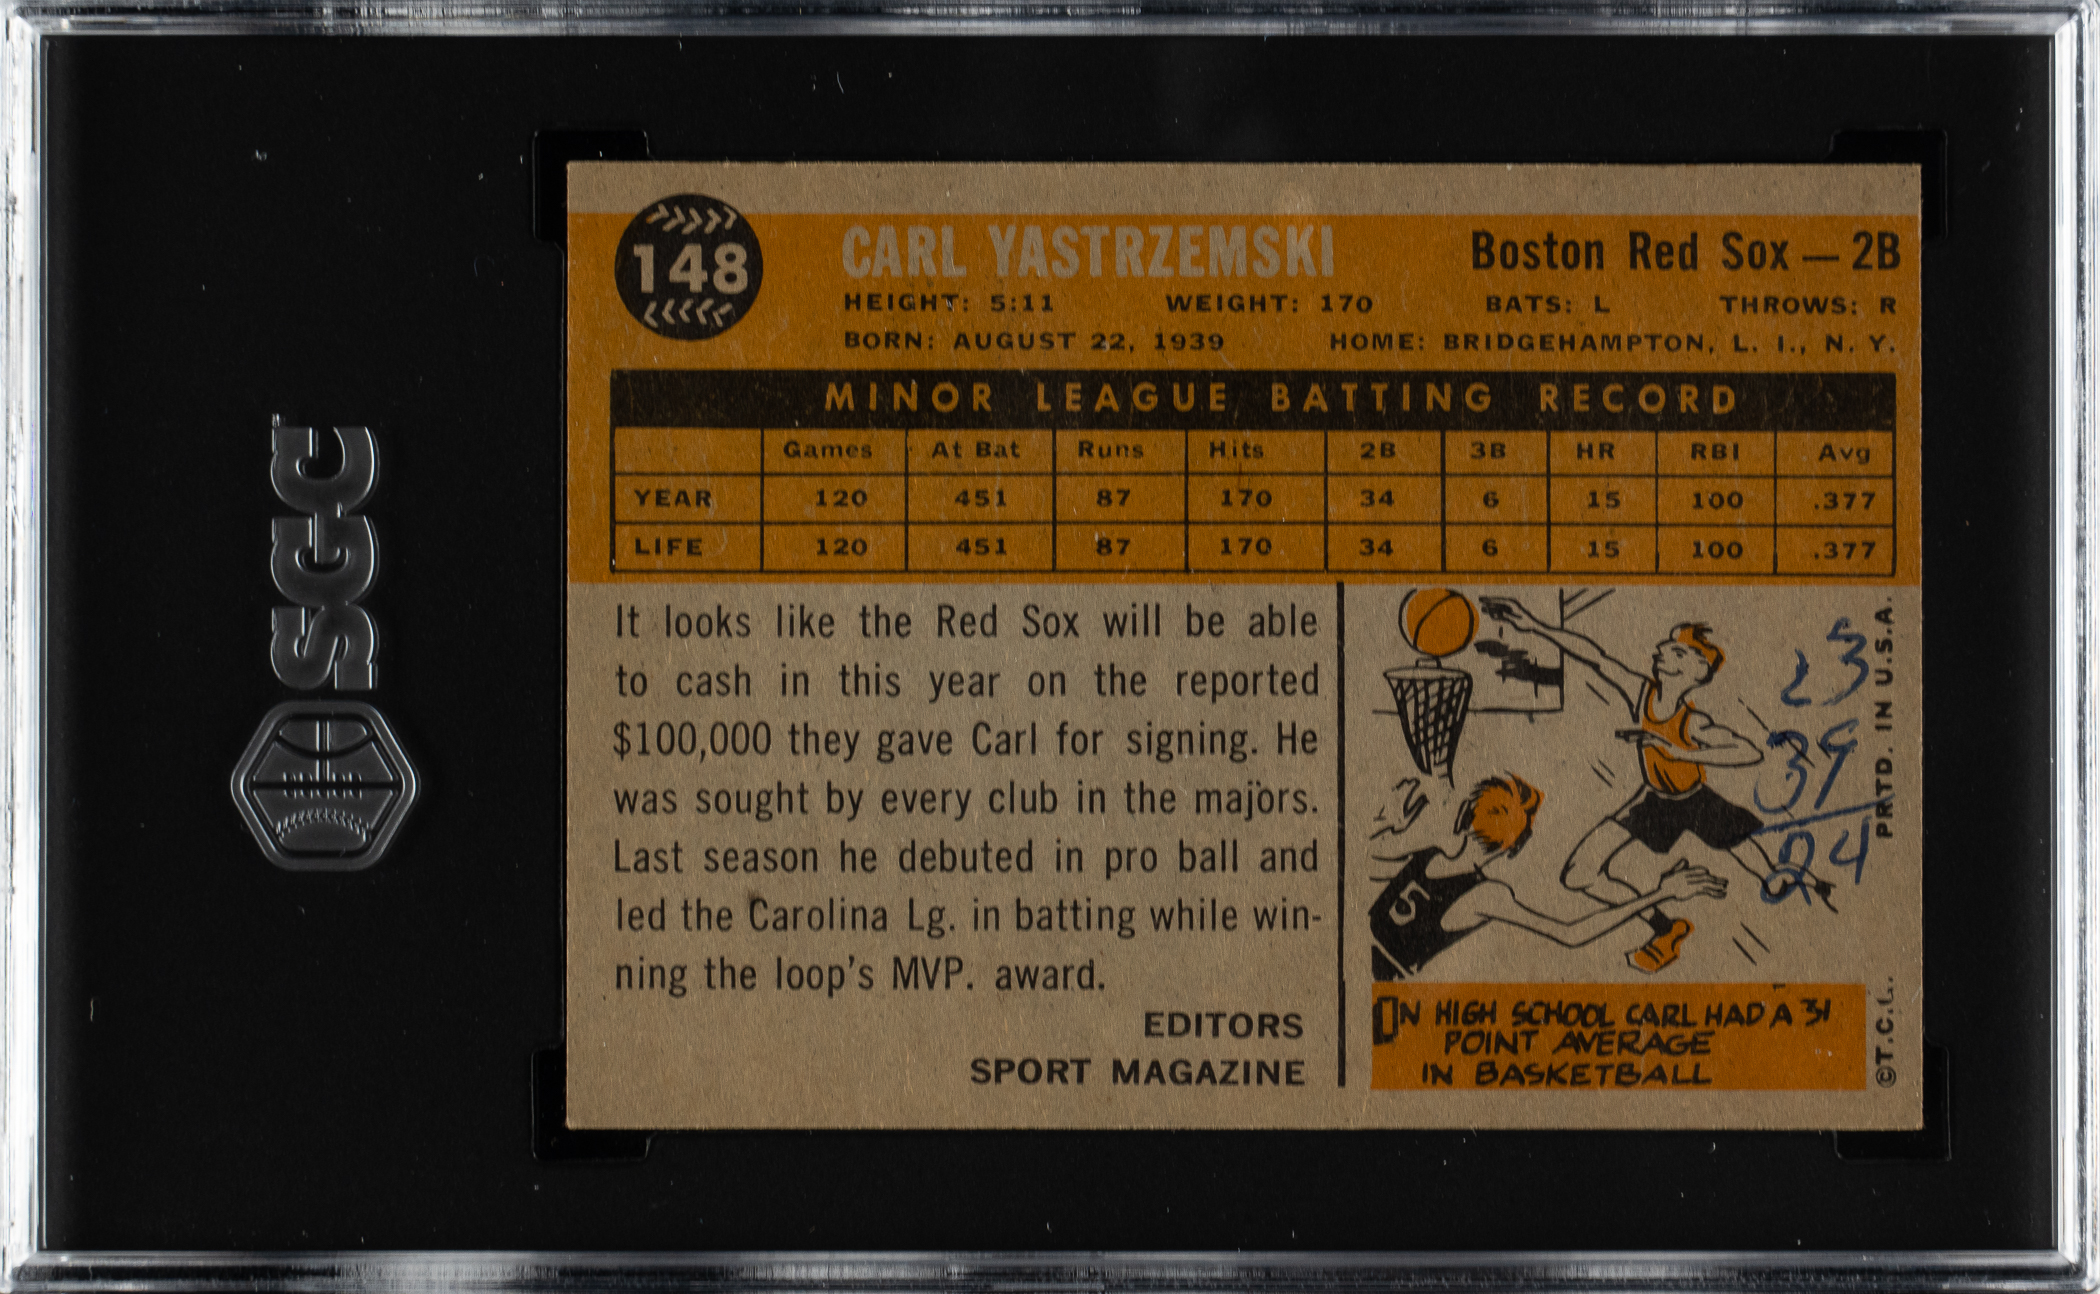 SGC
148
CARL YASTRZEMSKI
Boston Red Sox — 2B
HEIGHT: 5:11 WEIGHT: 170 BATS: L THROWS: R
BORN: AUGUST 22, 1939 HOME: BRIDGEHAMPTON, L. I., N. Y.
MINOR LEAGUE BATTING RECORD
Games At Bat Runs Hits 2B 3B HR RBI Avg
YEAR 120 451 87 170 34 6 15 100 .377
LIFE 120 451 87 170 34 6 15 100 .377
It looks like the Red Sox will be able
to cash in this year on the reported
$100,000 they gave Carl for signing. He
was sought by every club in the majors.
Last season he debuted in pro ball and
led the Carolina Lg. in batting while win-
ning the loop's MVP. award.
EDITORS
SPORT MAGAZINE
5
23
39
24
IN HIGH SCHOOL CARL HAD A 31
POINT AVERAGE
IN BASKETBALL
©T.C.G. PRTD. IN U.S.A.